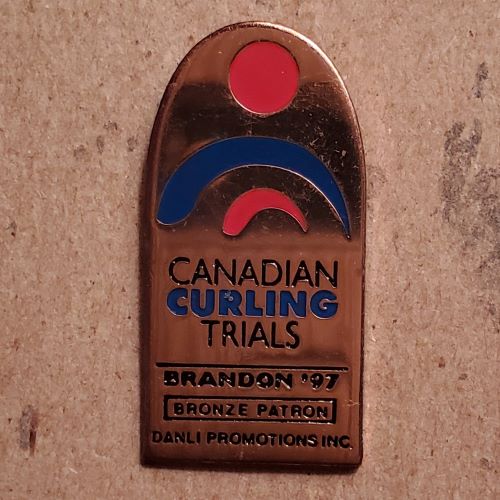 CANADIAN
CURLING
TRIALS
BRANDON '97
BRONZE PATRON
DANLI PROMOTIONS INC.